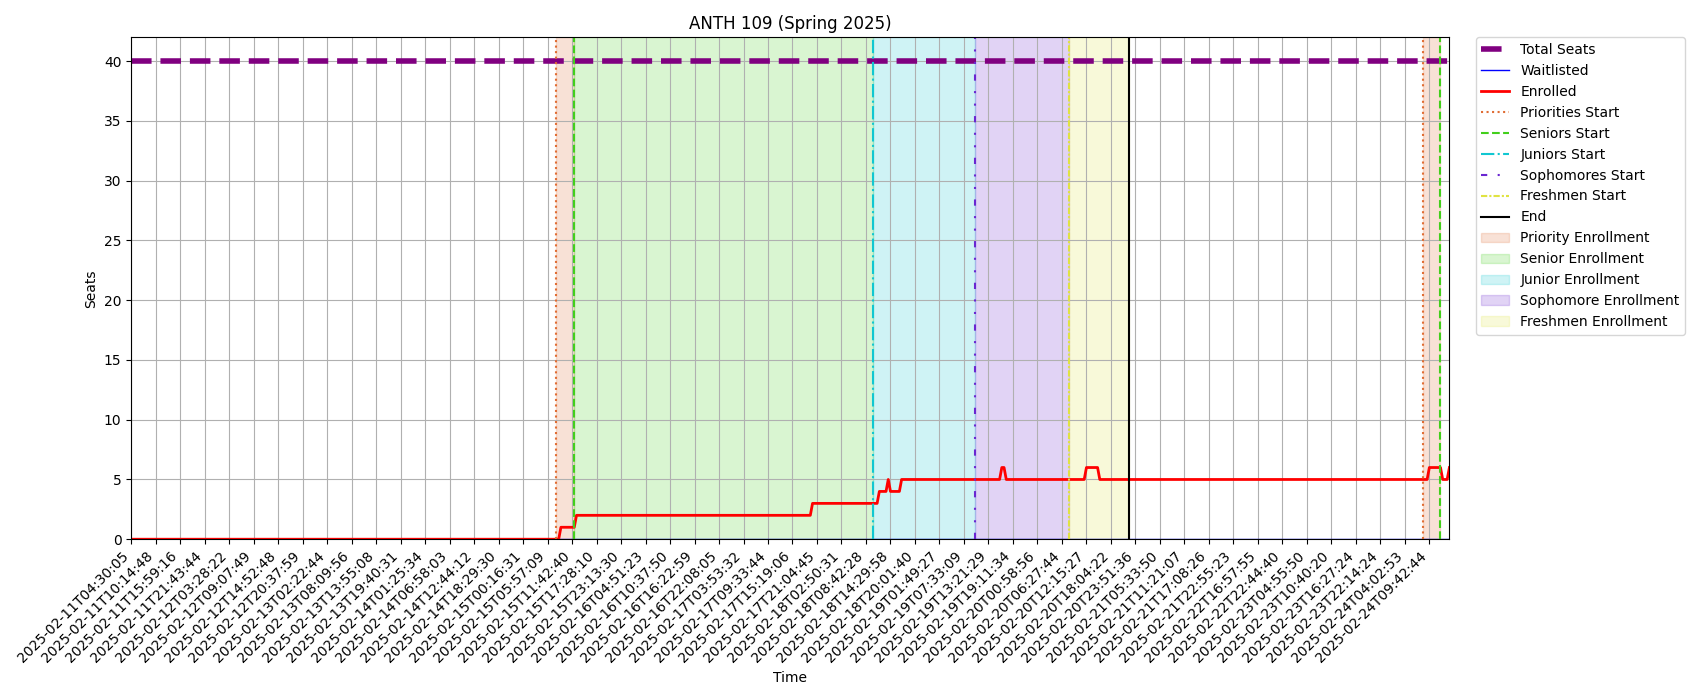 ANTH 109 (Spring 2025)
Seats
40
35
30
25
20
15
10
5
0
2025-02-11T04:30:05
2025-02-11T10:14:48
2025-02-11T15:59:16
2025-02-11T21:43:44
2025-02-12T03:28:22
2025-02-12T09:07:49
2025-02-12T14:52:48
2025-02-12T20:37:59
2025-02-13T02:22:44
2025-02-13T08:09:56
2025-02-13T13:55:08
2025-02-13T19:40:31
2025-02-14T01:25:34
2025-02-14T06:58:03
2025-02-14T12:44:12
2025-02-14T18:29:30
2025-02-15T00:16:31
2025-02-15T05:57:09
2025-02-15T11:42:40
2025-02-15T17:28:10
2025-02-15T23:13:30
2025-02-16T04:51:23
2025-02-16T10:37:50
2025-02-16T16:22:59
2025-02-16T22:08:05
2025-02-17T03:53:32
2025-02-17T09:33:44
2025-02-17T15:19:06
2025-02-17T21:04:45
2025-02-18T02:50:31
2025-02-18T08:42:28
2025-02-18T14:29:58
2025-02-18T20:01:40
2025-02-19T01:49:27
2025-02-19T07:33:09
2025-02-19T13:21:29
2025-02-19T19:11:34
2025-02-20T00:58:56
2025-02-20T06:27:44
2025-02-20T12:15:27
2025-02-20T18:04:22
2025-02-20T23:51:36
2025-02-21T05:33:50
2025-02-21T11:21:07
2025-02-21T17:08:26
2025-02-21T22:55:23
2025-02-22T16:57:55
2025-02-22T22:44:40
2025-02-23T04:55:50
2025-02-23T10:40:20
2025-02-23T16:27:24
2025-02-23T22:14:24
2025-02-24T04:02:53
2025-02-24T09:42:44
Time
Total Seats
Waitlisted
Enrolled
Priorities Start
Seniors Start
Juniors Start
Sophomores Start
Freshmen Start
End
Priority Enrollment
Senior Enrollment
Junior Enrollment
Sophomore Enrollment
Freshmen Enrollment